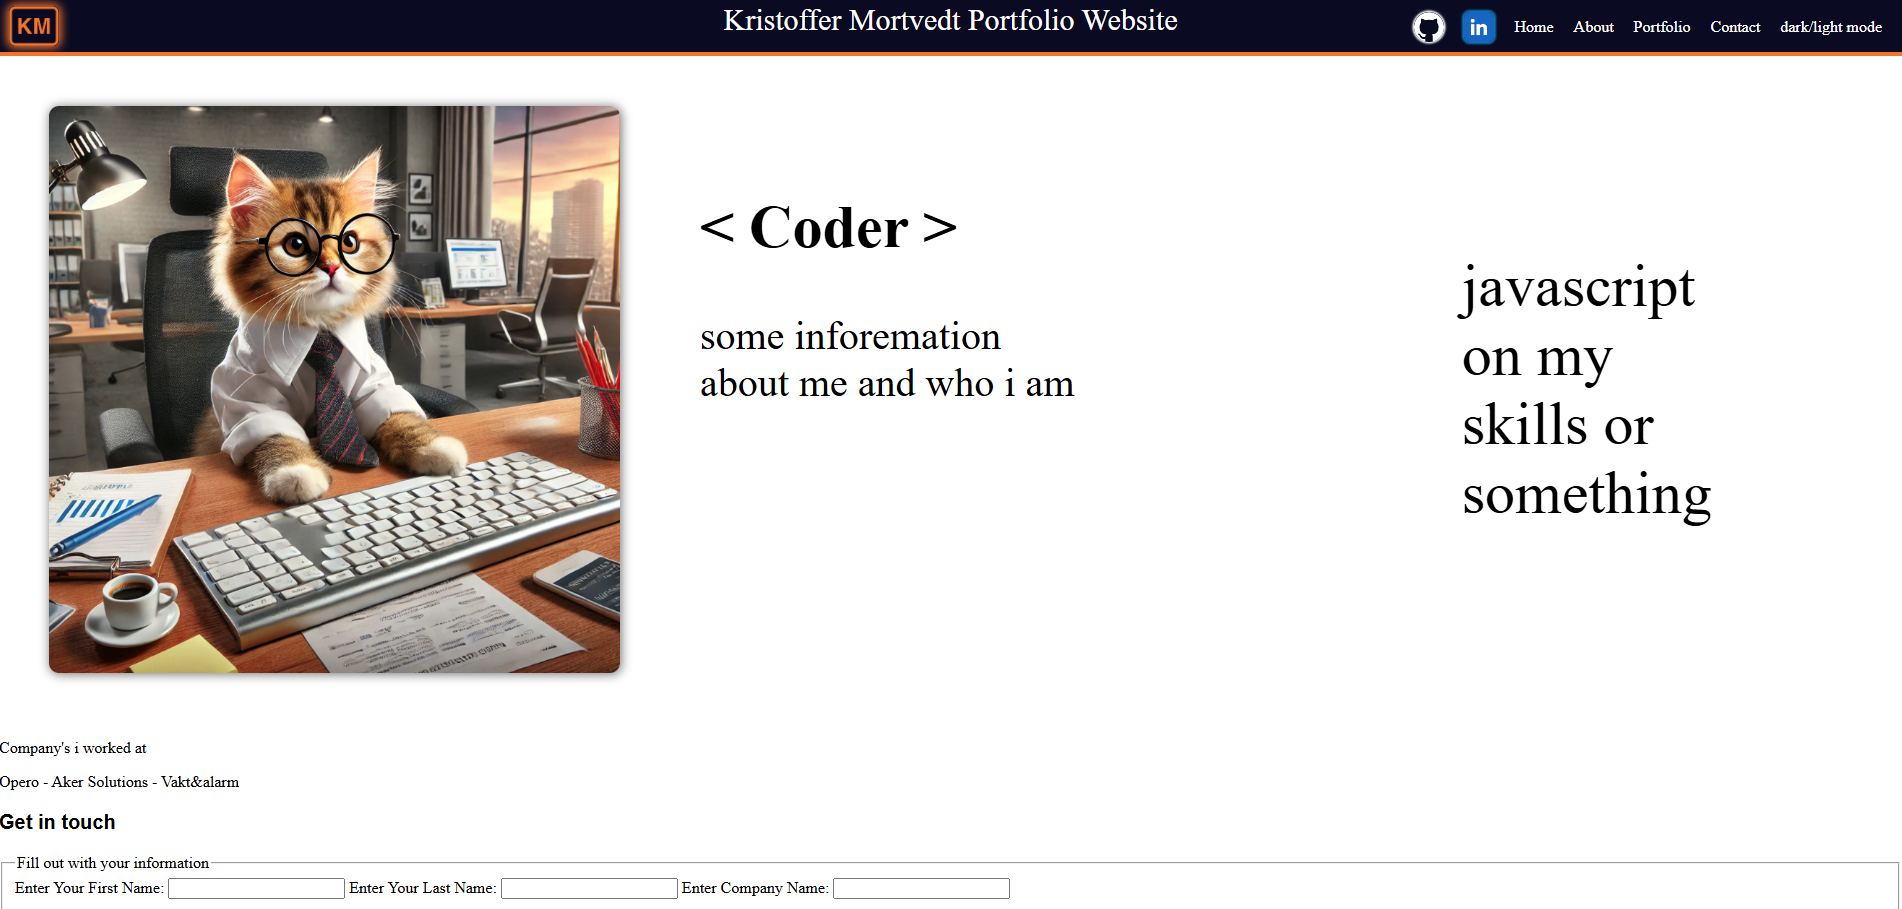 KM
Kristoffer Mortvedt Portfolio Website
in
Home
About
Portfolio
Contact
dark/light mode
< Coder >
some inforemation
about me and who i am
javascript
on my
skills or
something
Company's i worked at
Opero - Aker Solutions - Vakt&alarm
Get in touch
Fill out with your information
Enter Your First Name:
Enter Your Last Name:
Enter Company Name: